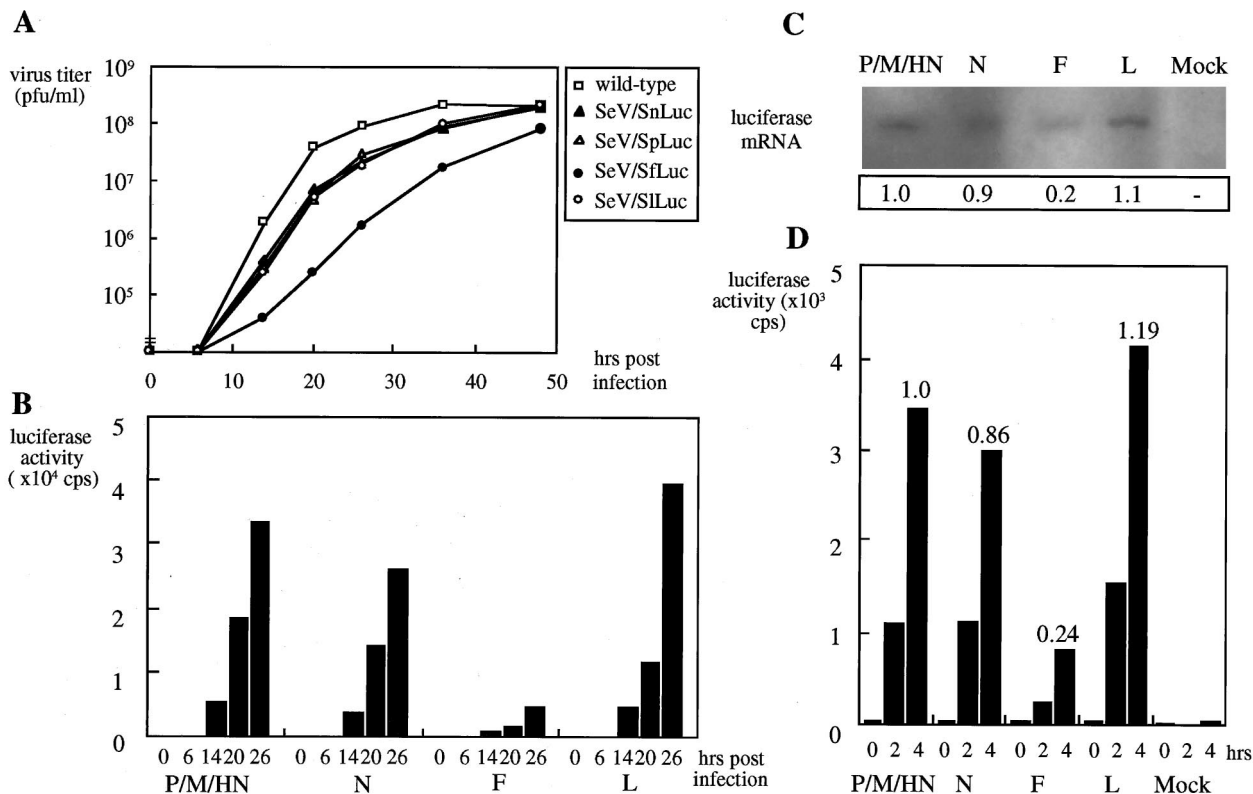 A
virus titer
(pfu/ml)
10⁹
10⁸
10⁷
10⁶
10⁵
0 10 20 30 40 50
hrs post
infection
wild-type
SeV/SnLuc
SeV/SpLuc
SeV/SfLuc
SeV/SlLuc
B
luciferase
activity
( x10⁴ cps)
5
4
3
2
1
0
0 6 14 20 26 0 6 14 20 26 0 6 14 20 26 0 6 14 20 26 hrs post
infection
P/M/HN N F L
C
P/M/HN N F L Mock
luciferase
mRNA
1.0 0.9 0.2 1.1 -
D
luciferase
activity (x10³
cps)
5
4
3
2
1
0
1.0 0.86 0.24 1.19
0 2 4 0 2 4 0 2 4 0 2 4 0 2 4 hrs
P/M/HN N F L Mock